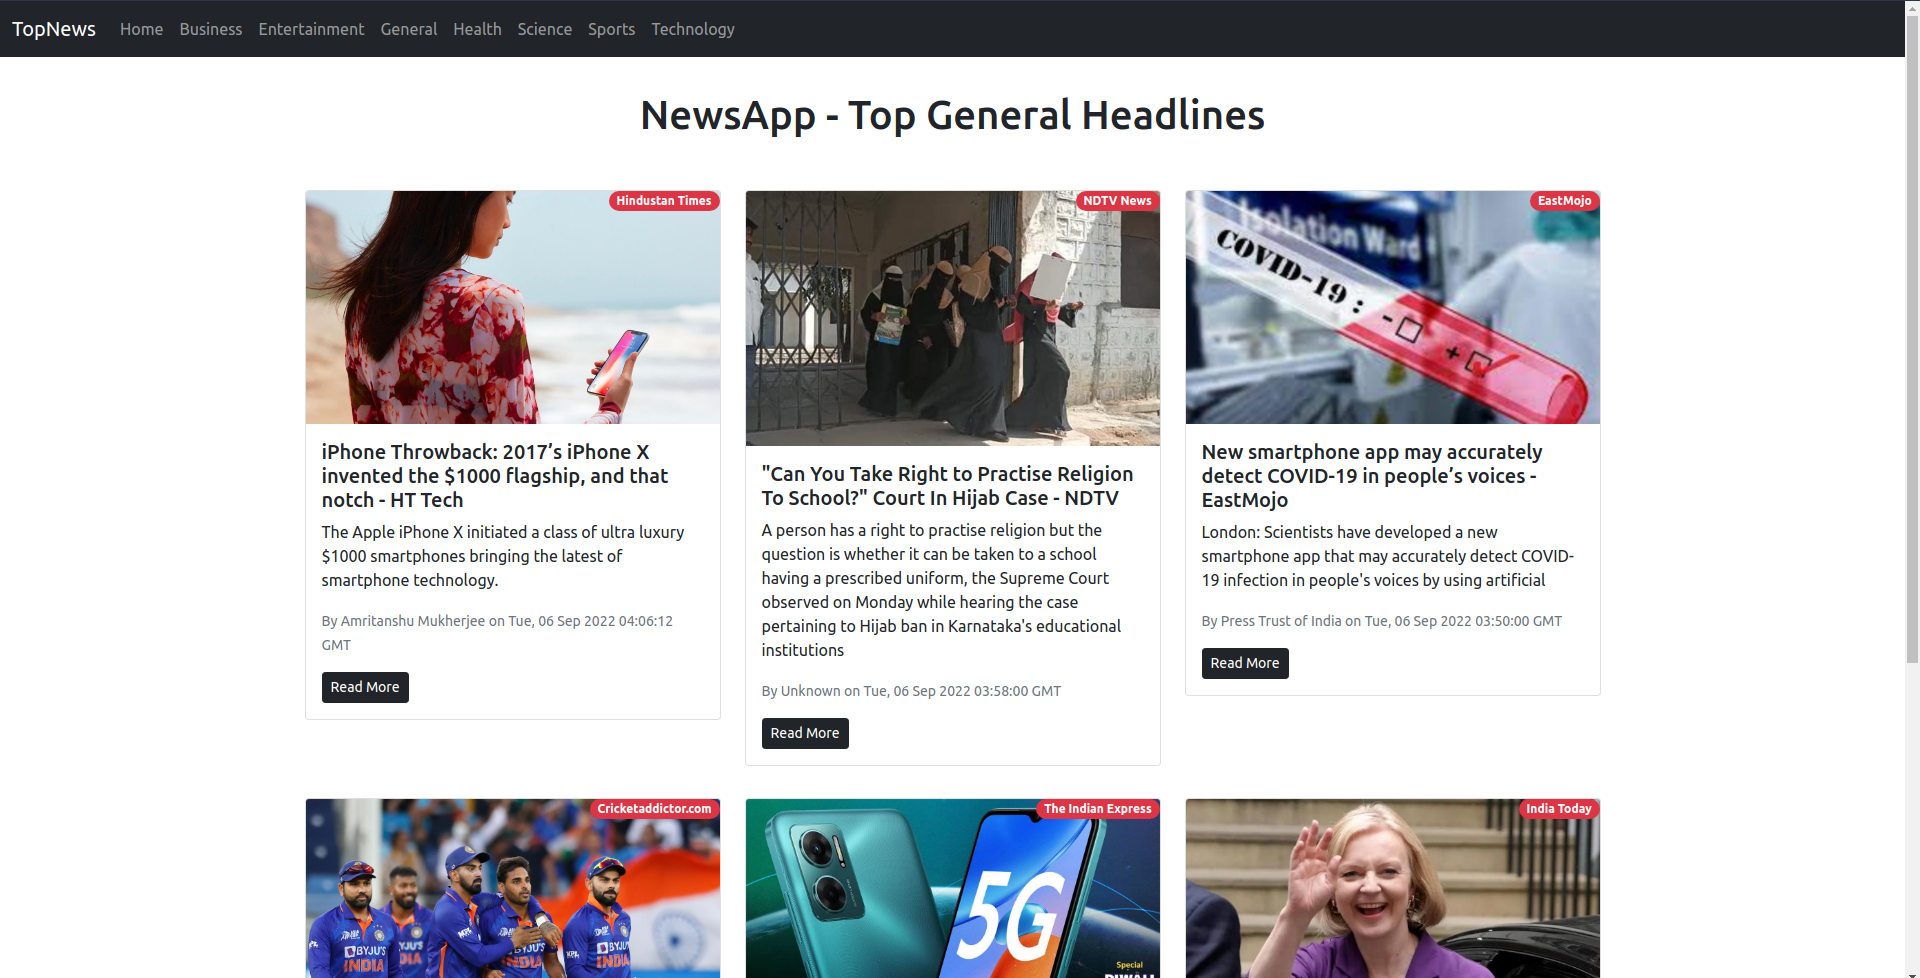 TopNews Home Business Entertainment General Health Science Sports Technology
NewsApp - Top General Headlines
Hindustan Times
iPhone Throwback: 2017’s iPhone X
invented the $1000 flagship, and that
notch - HT Tech
The Apple iPhone X initiated a class of ultra luxury
$1000 smartphones bringing the latest of
smartphone technology.
By Amritanshu Mukherjee on Tue, 06 Sep 2022 04:06:12
GMT
Read More
NDTV News
"Can You Take Right to Practise Religion
To School?" Court In Hijab Case - NDTV
A person has a right to practise religion but the
question is whether it can be taken to a school
having a prescribed uniform, the Supreme Court
observed on Monday while hearing the case
pertaining to Hijab ban in Karnataka's educational
institutions
By Unknown on Tue, 06 Sep 2022 03:58:00 GMT
Read More
EastMojo
Isolation Ward
COVID-19 :
-
+
New smartphone app may accurately
detect COVID-19 in people’s voices -
EastMojo
London: Scientists have developed a new
smartphone app that may accurately detect COVID-
19 infection in people's voices by using artificial
By Press Trust of India on Tue, 06 Sep 2022 03:50:00 GMT
Read More
Cricketaddictor.com
BYJU'S
INDIA
BYJU'S
INDIA
BYJU'S
INDIA
BYJU'S
INDIA
The Indian Express
5G
Special
DIWALI
India Today